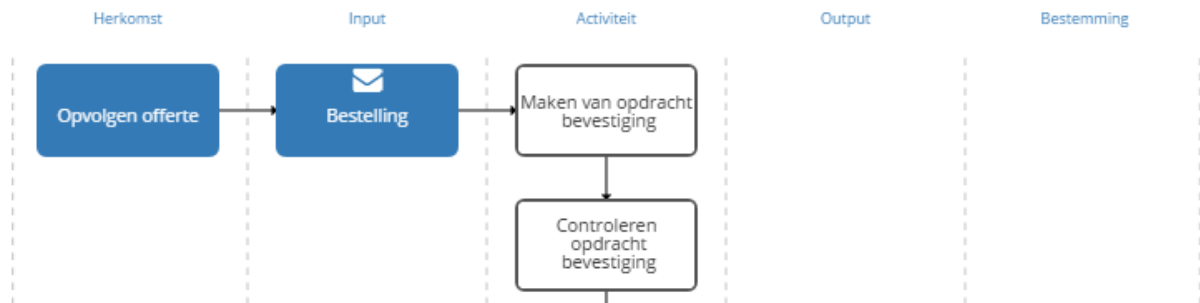 Herkomst
Input
Activiteit
Output
Bestemming
Opvolgen offerte
Bestelling
Maken van opdracht
bevestiging
Controleren
opdracht
bevestiging